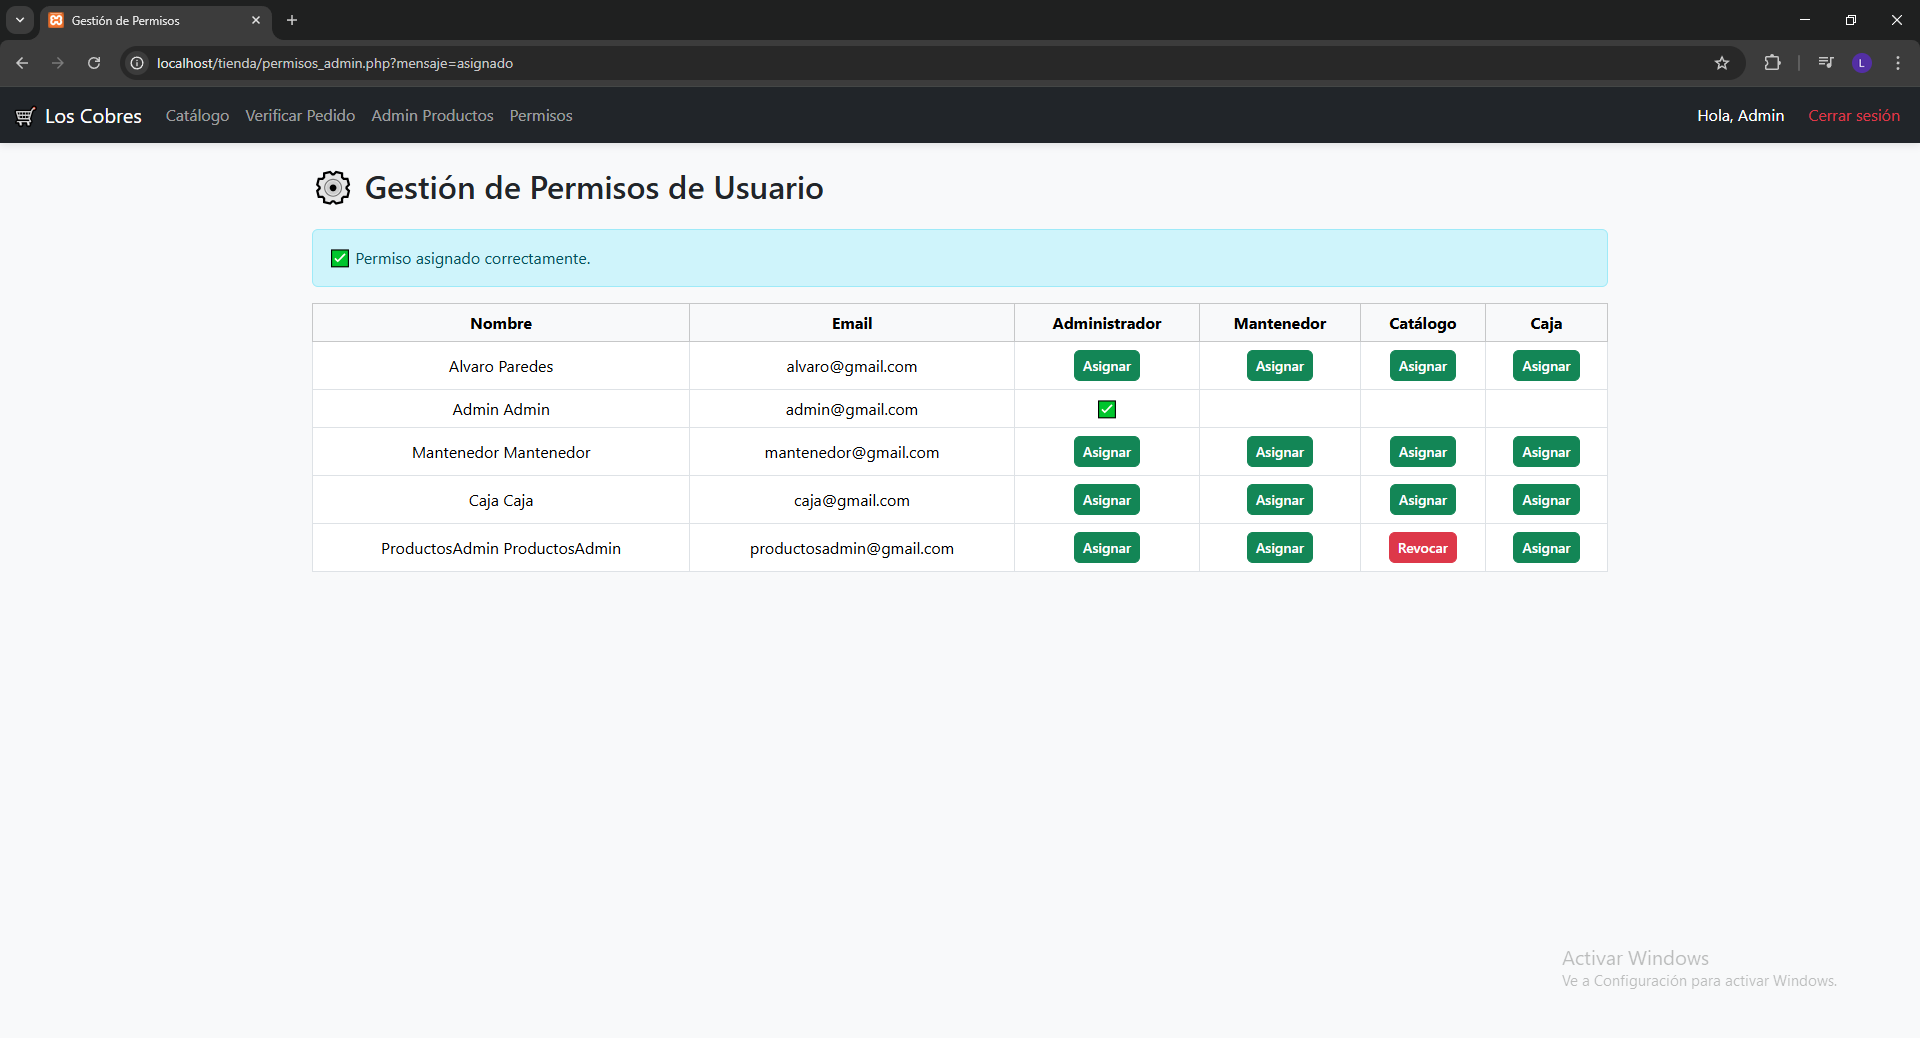 Gestión de Permisos
localhost/tienda/permisos_admin.php?mensaje=asignado
L
Los Cobres Catálogo Verificar Pedido Admin Productos Permisos Hola, Admin Cerrar sesión
Gestión de Permisos de Usuario
Permiso asignado correctamente.
Nombre Email Administrador Mantenedor Catálogo Caja
Alvaro Paredes alvaro@gmail.com Asignar Asignar Asignar Asignar
Admin Admin admin@gmail.com
Mantenedor Mantenedor mantenedor@gmail.com Asignar Asignar Asignar Asignar
Caja Caja caja@gmail.com Asignar Asignar Asignar Asignar
ProductosAdmin ProductosAdmin productosadmin@gmail.com Asignar Asignar Revocar Asignar
Activar Windows
Ve a Configuración para activar Windows.